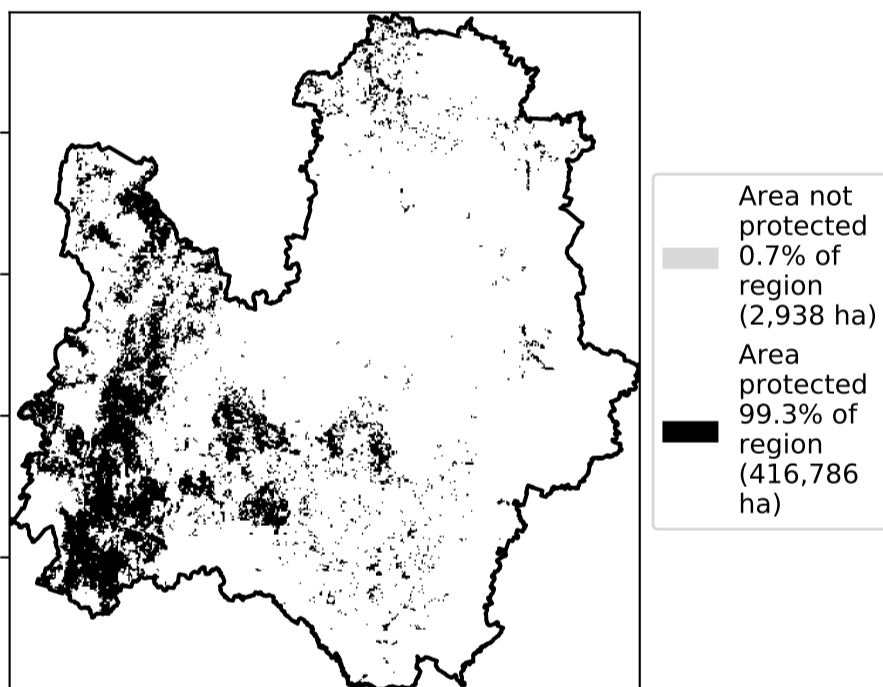 Area not
protected
0.7% of
region
(2,938 ha)
Area
protected
99.3% of
region
(416,786
ha)